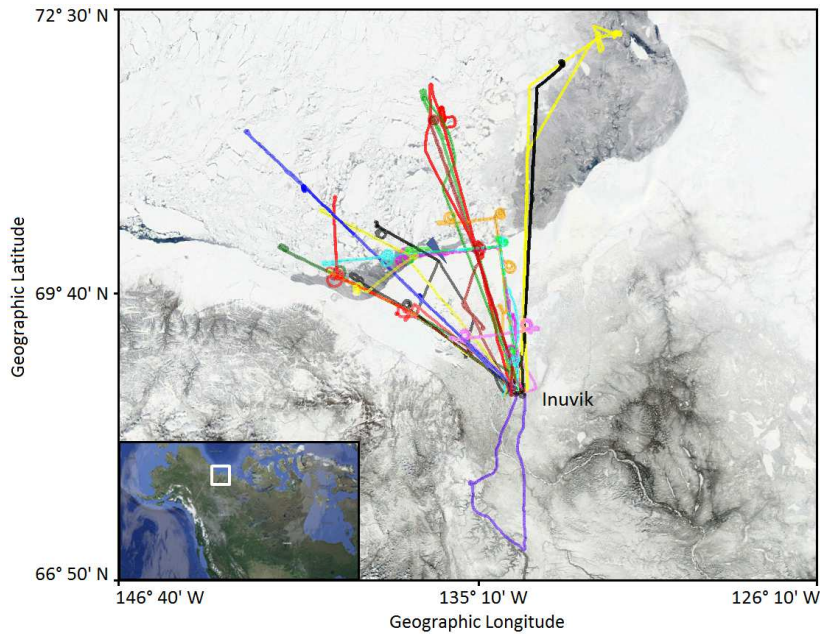 72° 30' N
Geographic Latitude
69° 40' N
Inuvik
66° 50' N
146° 40' W
135° 10' W
126° 10' W
Geographic Longitude